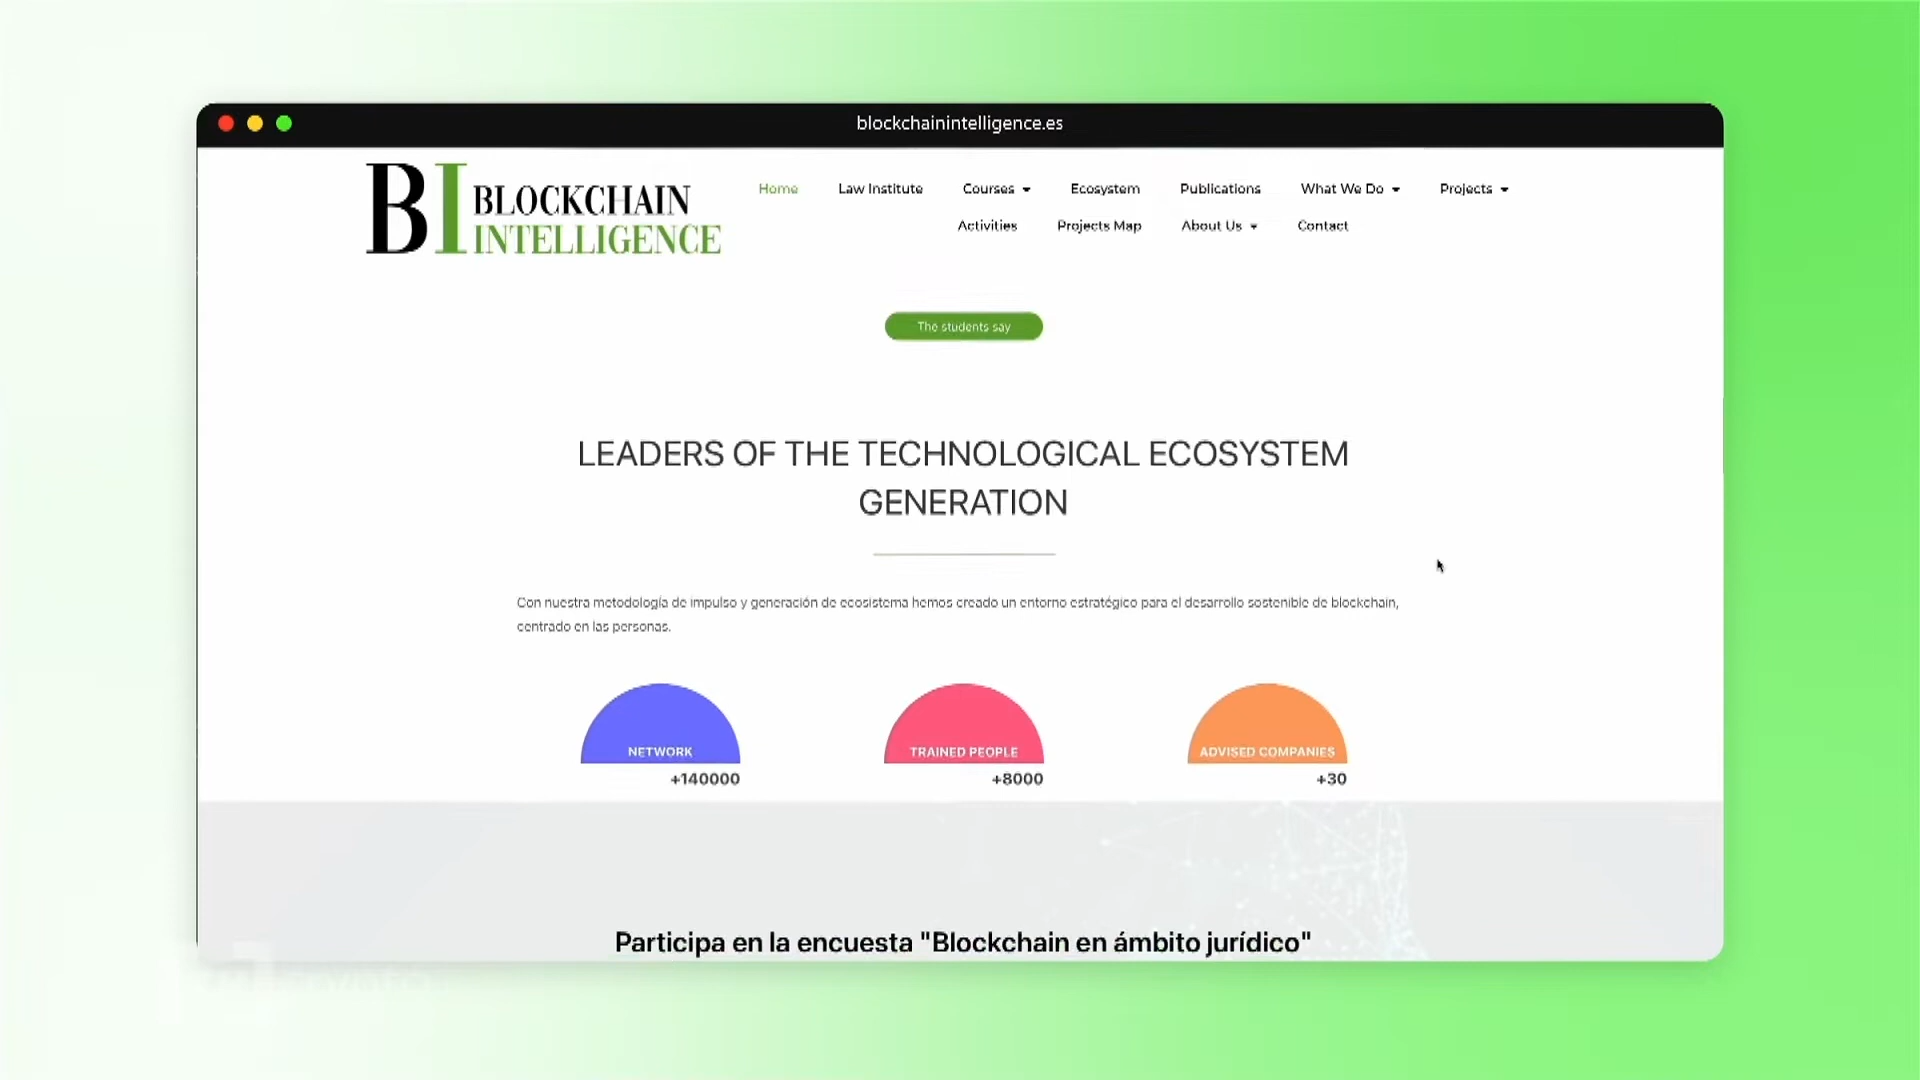 blockchainintelligence.es
BI BLOCKCHAIN
INTELLIGENCE
Home Law Institute Courses Ecosystem Publications What We Do Projects
Activities Projects Map About Us Contact
The students say
LEADERS OF THE TECHNOLOGICAL ECOSYSTEM
GENERATION
Con nuestra metodología de impulso y generación de ecosistema hemos creado un entorno estratégico para el desarrollo sostenible de blockchain,
centrado en las personas.
NETWORK TRAINED PEOPLE ADVISED COMPANIES
+140000 +8000 +30
Participa en la encuesta "Blockchain en ámbito jurídico"